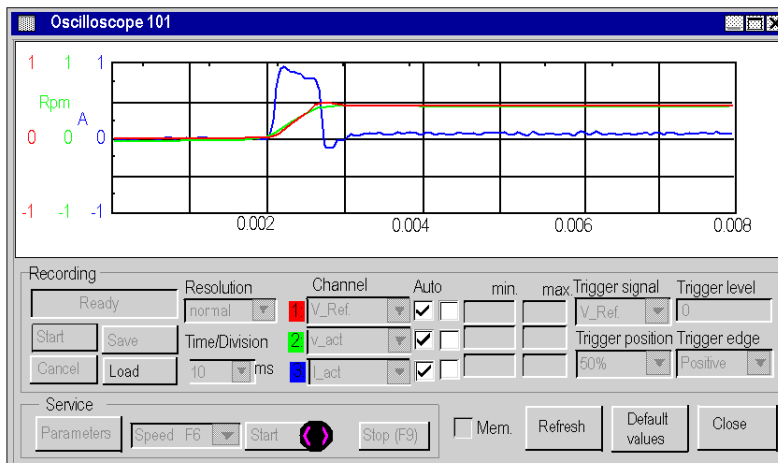 Oscilloscope 101
1 1 1
Rpm
A
0 0 0
-1 -1 -1
0.002 0.004 0.006 0.008
Recording
Ready
Start Save
Cancel Load
Resolution
normal
Time/Division
10 ms
Channel Auto min. max.
1 V_Ref.
2 v_act
3 I_act
Trigger signal Trigger level
V_Ref. 0
Trigger position Trigger edge
50% Positive
Service
Parameters Speed F6 Start Stop (F9)
Mem. Refresh Default values Close